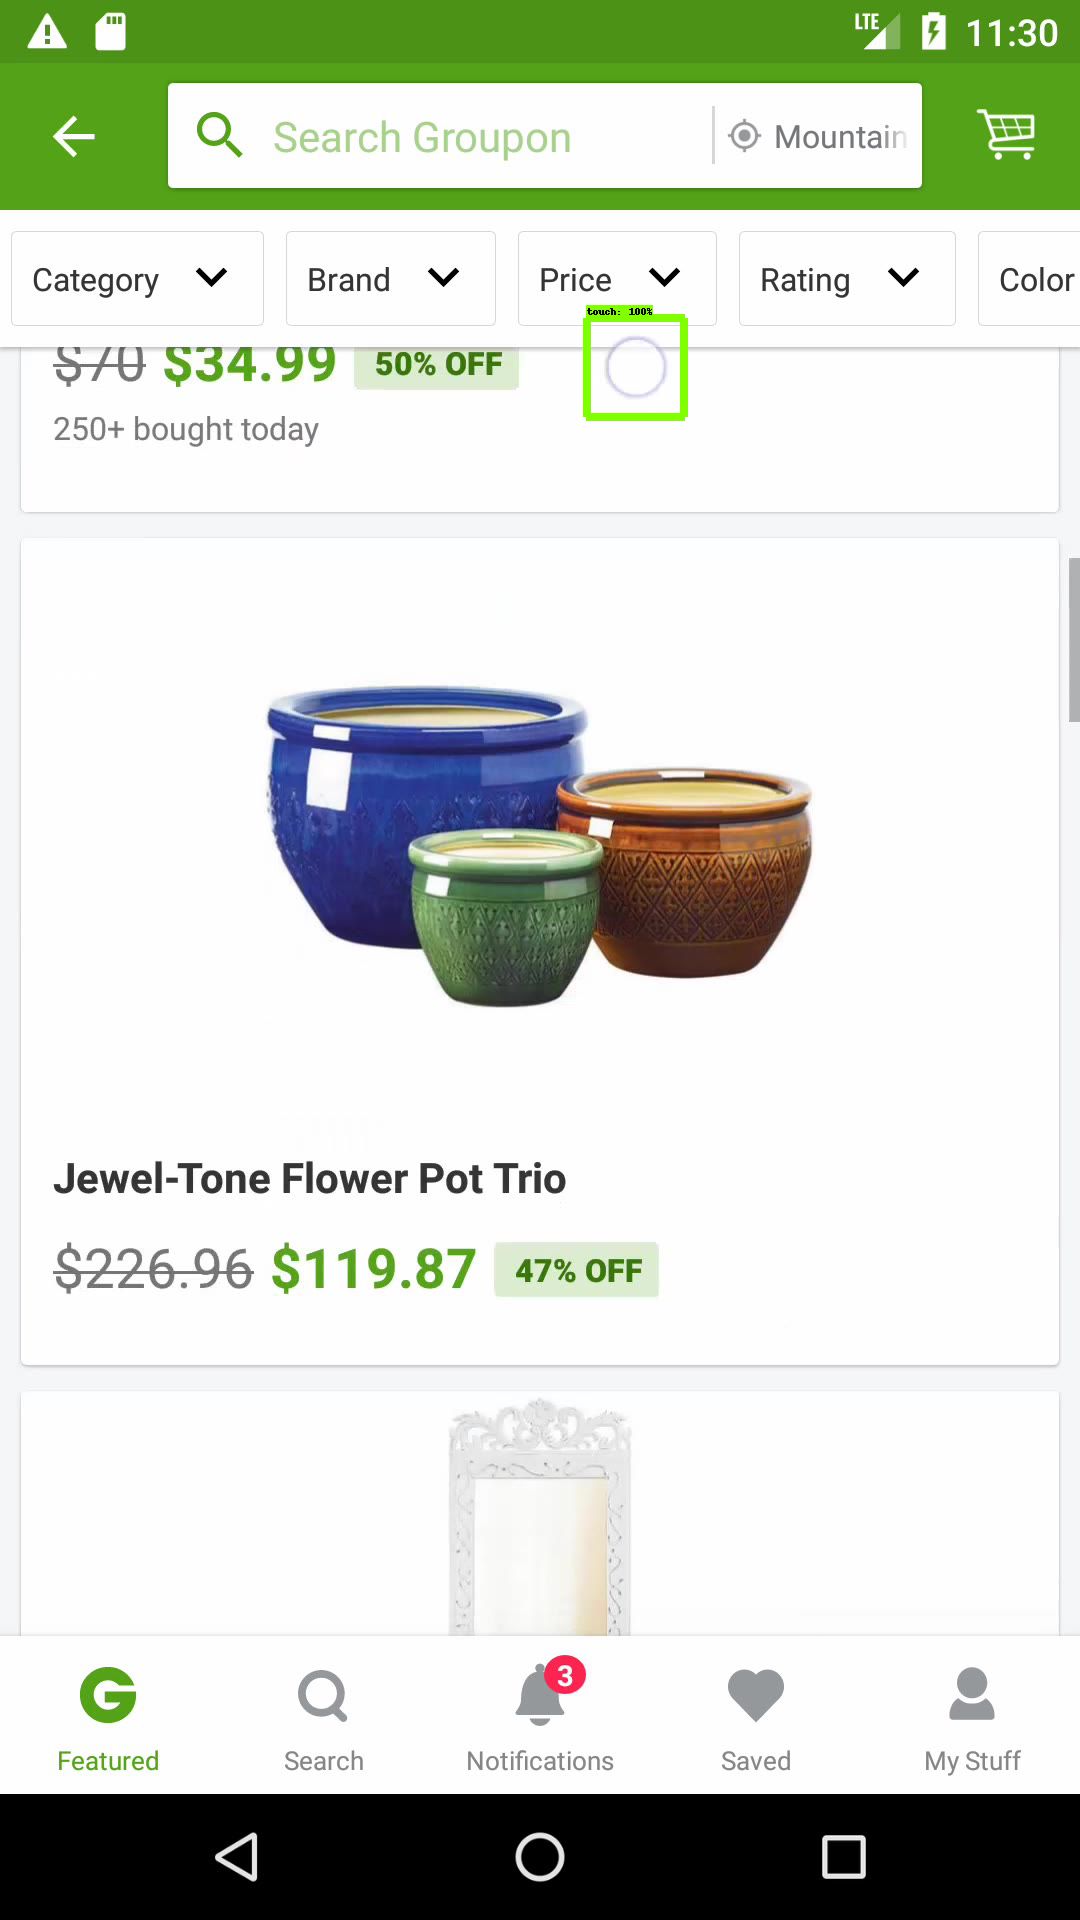 LTE 11:30
Search Groupon Mountain
Category Brand Price Rating Color
touch: 100%
$70 $34.99 50% OFF
250+ bought today
Jewel-Tone Flower Pot Trio
$226.96 $119.87 47% OFF
3
Featured Search Notifications Saved My Stuff